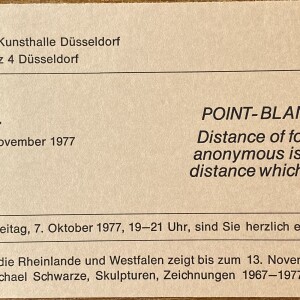 Kunsthalle Düsseldorf
z 4 Düsseldorf
POINT-BLAN
ovember 1977
Distance of fo
anonymous is
distance which
eitag, 7. Oktober 1977, 19–21 Uhr, sind Sie herzlich e
die Rheinlande und Westfalen zeigt bis zum 13. Nover
chael Schwarze, Skulpturen, Zeichnungen 1967–197